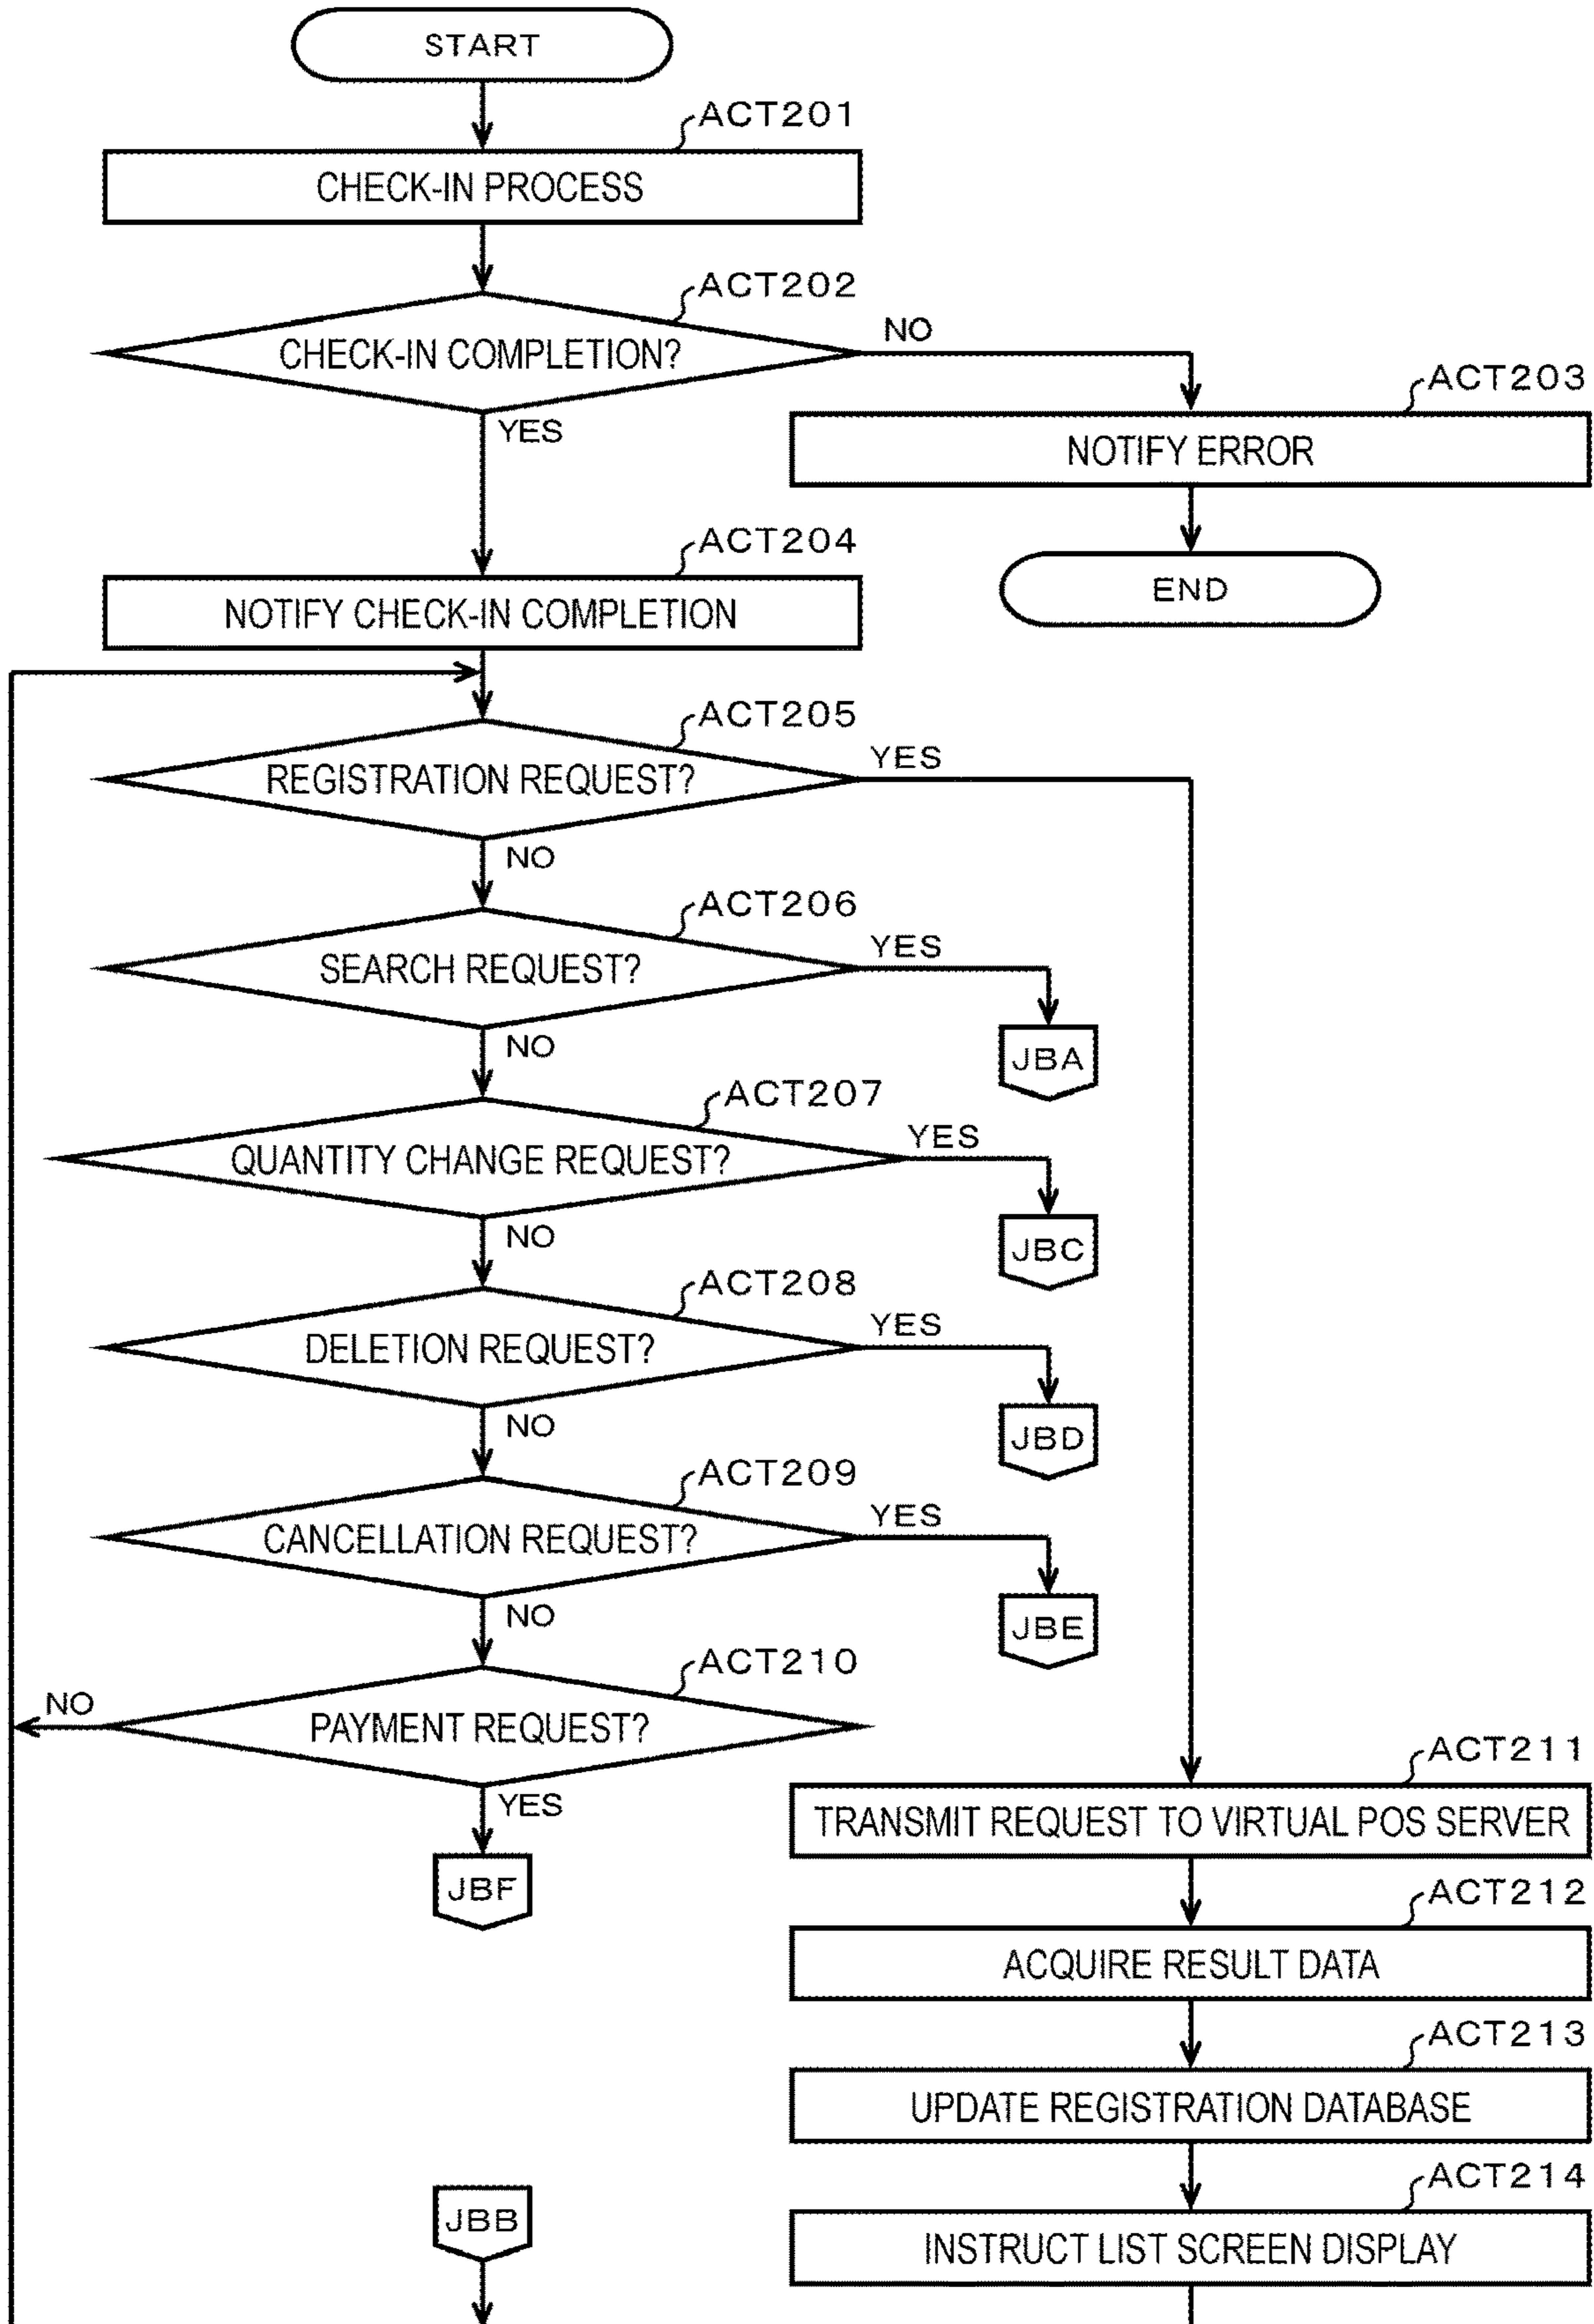 START
ACT201
CHECK-IN PROCESS
ACT202
CHECK-IN COMPLETION?
NO
YES
ACT203
NOTIFY ERROR
END
ACT204
NOTIFY CHECK-IN COMPLETION
ACT205
REGISTRATION REQUEST?
YES
NO
ACT206
SEARCH REQUEST?
YES
JBA
NO
ACT207
QUANTITY CHANGE REQUEST?
YES
JBC
NO
ACT208
DELETION REQUEST?
YES
JBD
NO
ACT209
CANCELLATION REQUEST?
YES
JBE
NO
ACT210
PAYMENT REQUEST?
NO
YES
JBF
ACT211
TRANSMIT REQUEST TO VIRTUAL POS SERVER
ACT212
ACQUIRE RESULT DATA
ACT213
UPDATE REGISTRATION DATABASE
ACT214
INSTRUCT LIST SCREEN DISPLAY
JBB